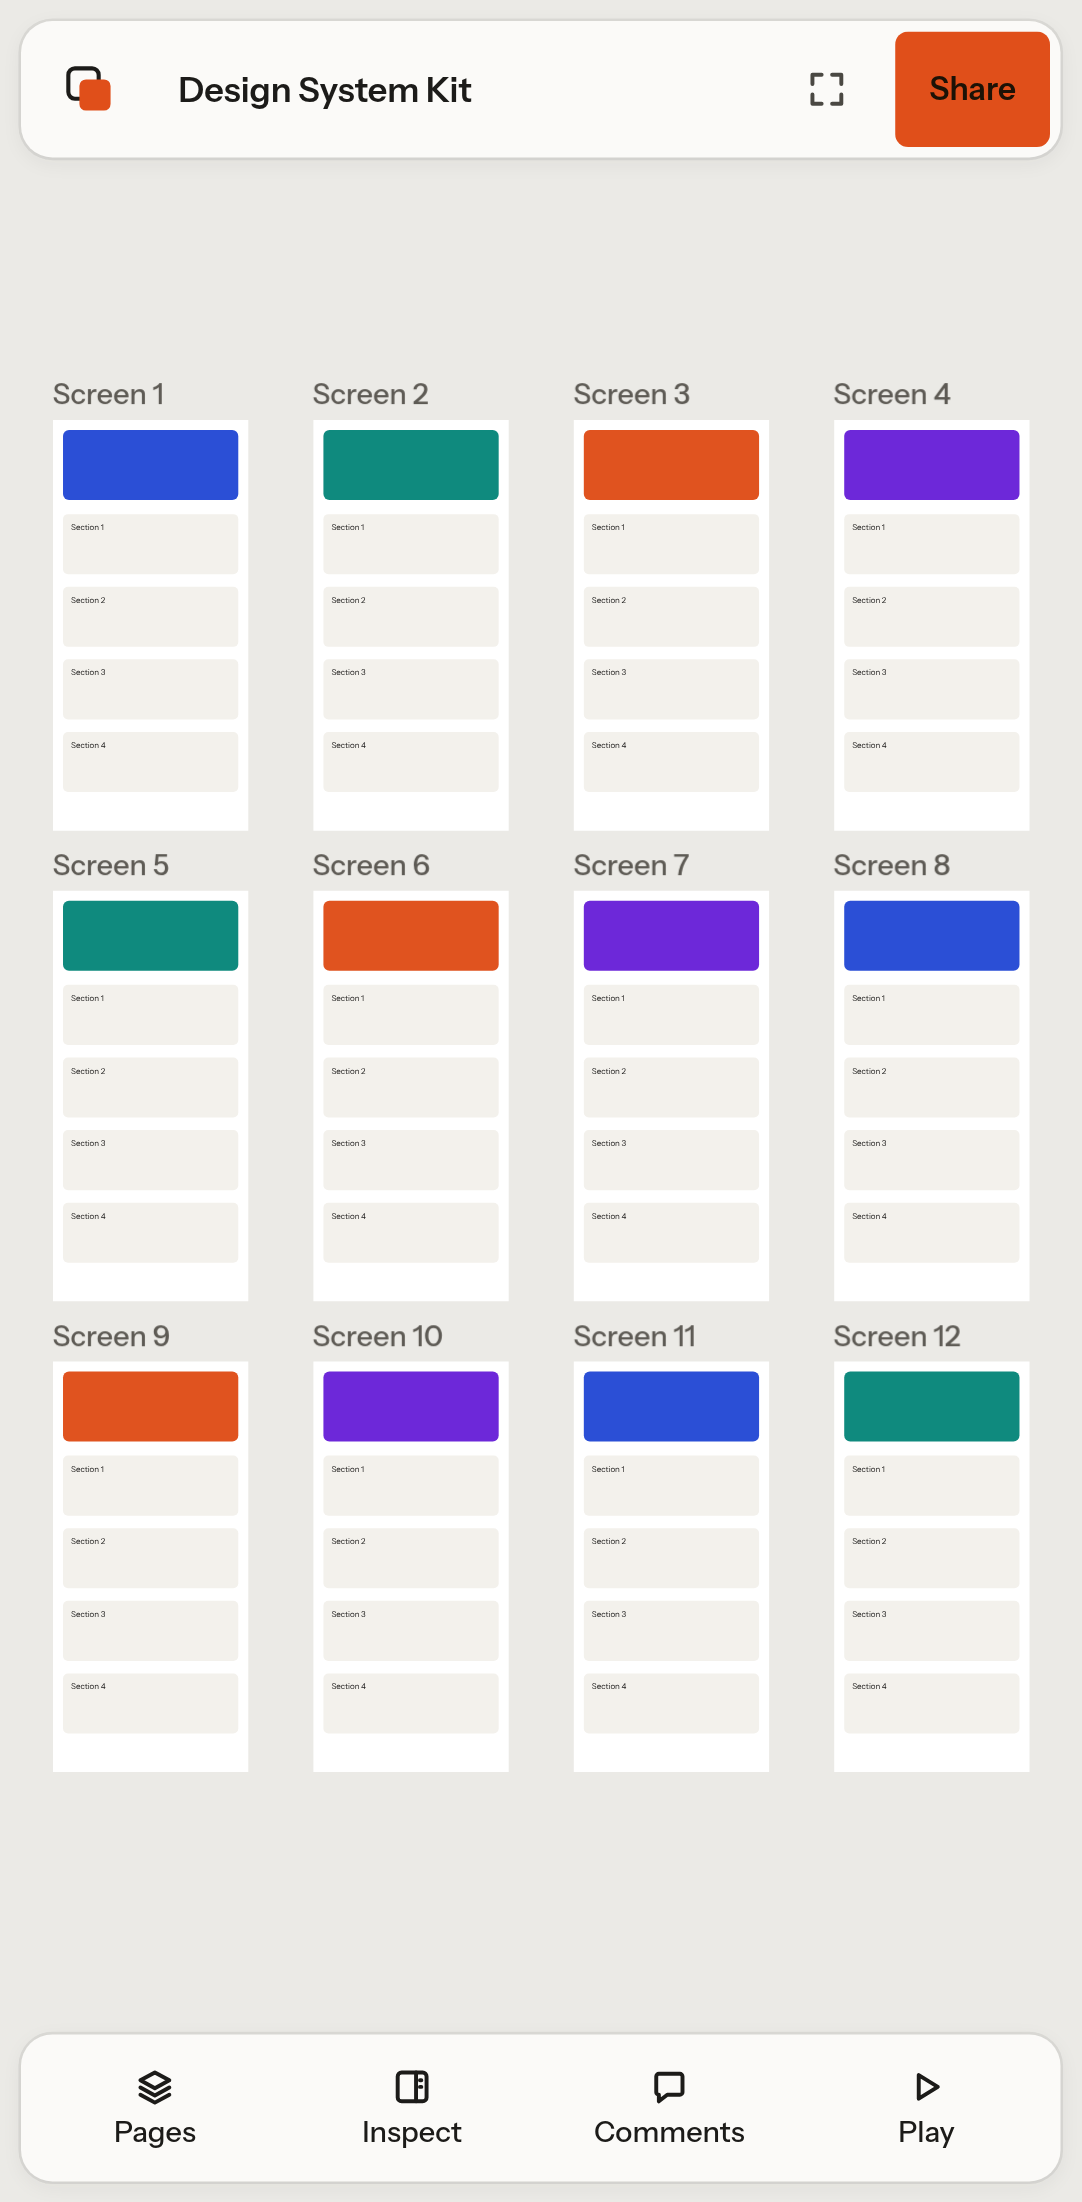 Design System Kit
Share
Screen 1 Screen 2 Screen 3 Screen 4
Section 1 Section 1 Section 1 Section 1
Section 2 Section 2 Section 2 Section 2
Section 3 Section 3 Section 3 Section 3
Section 4 Section 4 Section 4 Section 4
Screen 5 Screen 6 Screen 7 Screen 8
Section 1 Section 1 Section 1 Section 1
Section 2 Section 2 Section 2 Section 2
Section 3 Section 3 Section 3 Section 3
Section 4 Section 4 Section 4 Section 4
Screen 9 Screen 10 Screen 11 Screen 12
Section 1 Section 1 Section 1 Section 1
Section 2 Section 2 Section 2 Section 2
Section 3 Section 3 Section 3 Section 3
Section 4 Section 4 Section 4 Section 4
Pages Inspect Comments Play